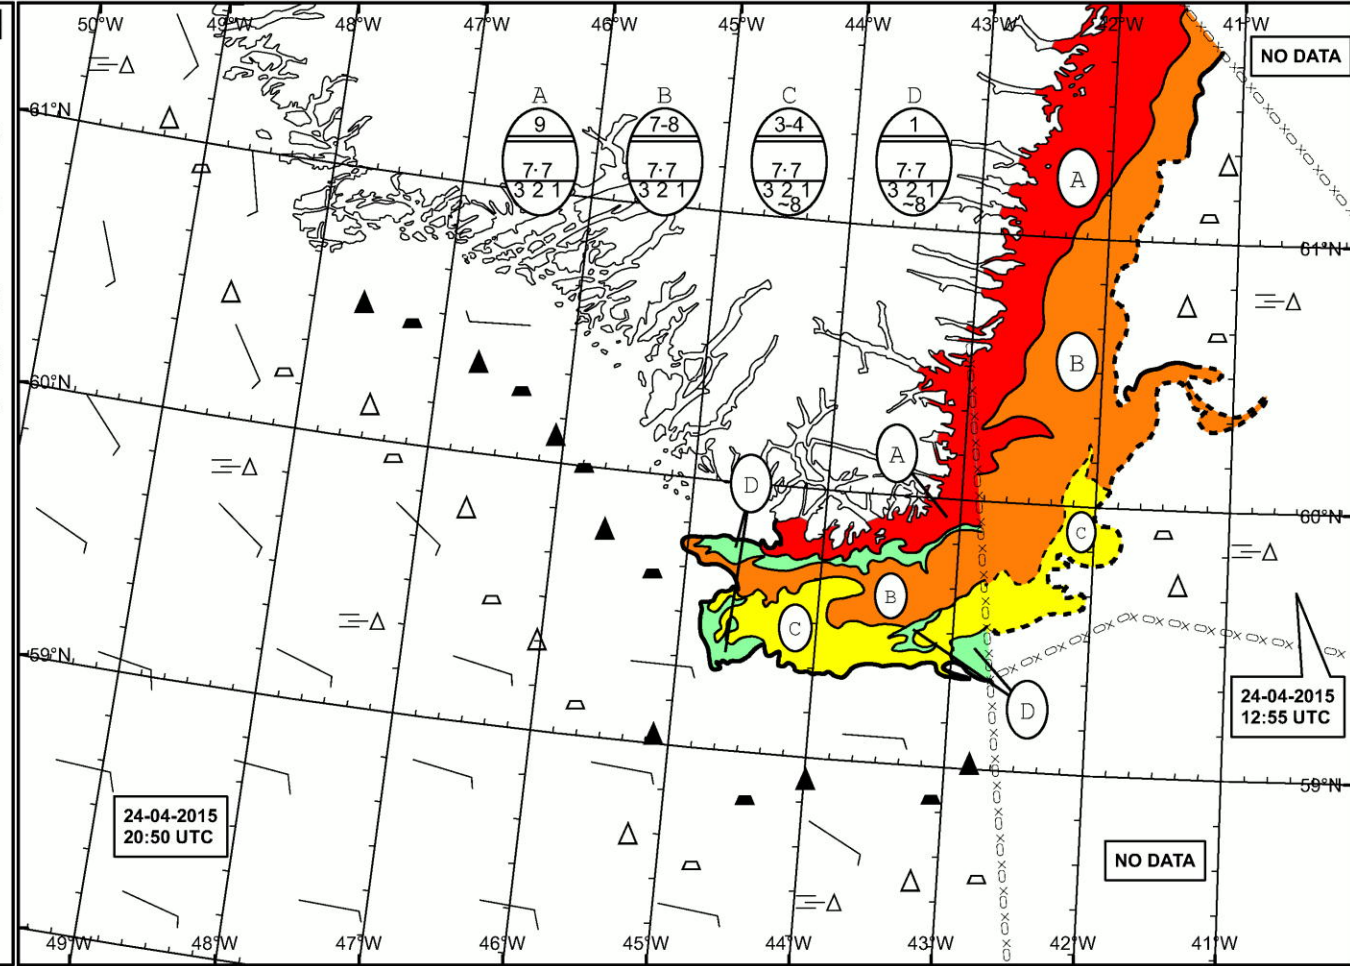 50°W 49°W 48°W 47°W 46°W 45°W 44°W 43°W 42°W 41°W
NO DATA
61°N
A B C D
9 7-8 3-4 1
7·7 7·7 7·7 7·7
3 2 1 3 2 1 3 2 1 3 2 1
~8 ~8
A
61°N
B
60°N
A
D
60°N
C
B
C
59°N
D
24-04-2015
12:55 UTC
59°N
24-04-2015
20:50 UTC
NO DATA
49°W 48°W 47°W 46°W 45°W 44°W 43°W 42°W 41°W